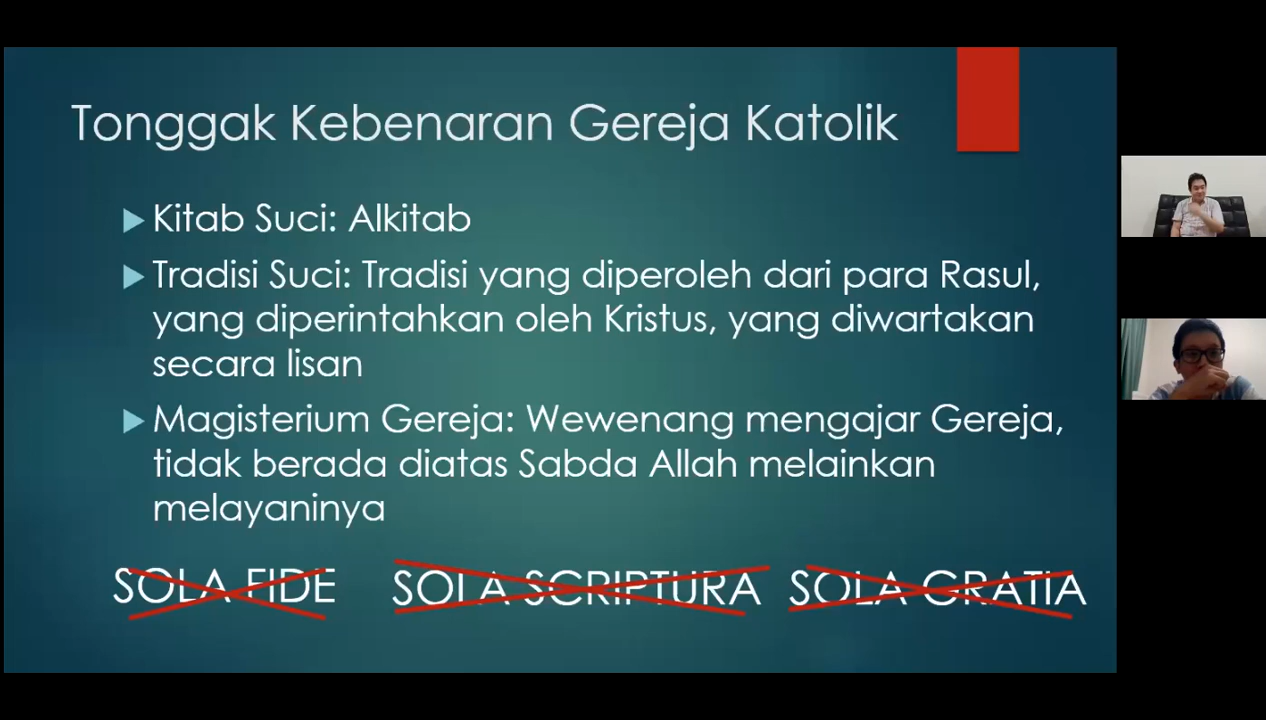 Tonggak Kebenaran Gereja Katolik
Kitab Suci: Alkitab
Tradisi Suci: Tradisi yang diperoleh dari para Rasul,
yang diperintahkan oleh Kristus, yang diwartakan
secara lisan
Magisterium Gereja: Wewenang mengajar Gereja,
tidak berada diatas Sabda Allah melainkan
melayaninya
SOLA FIDE SOLA SCRIPTURA SOLA GRATIA